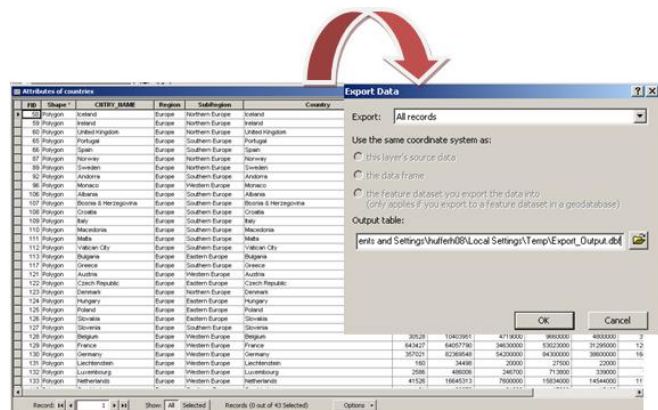 Attributes of countries
FID Shape * CNTRY_NAME Region SubRegion Country
58 Polygon Iceland Europe Northern Europe Iceland
59 Polygon Ireland Europe Northern Europe Ireland
60 Polygon United Kingdom Europe Northern Europe United Kingdom
65 Polygon Portugal Europe Southern Europe Portugal
66 Polygon Spain Europe Southern Europe Spain
87 Polygon Norway Europe Northern Europe Norway
89 Polygon Sweden Europe Northern Europe Sweden
92 Polygon Andorra Europe Southern Europe Andorra
96 Polygon Monaco Europe Western Europe Monaco
106 Polygon Albania Europe Southern Europe Albania
107 Polygon Bosnia & Herzegovina Europe Southern Europe Bosnia & Herzegovina
108 Polygon Croatia Europe Southern Europe Croatia
109 Polygon Italy Europe Southern Europe Italy
110 Polygon Macedonia Europe Southern Europe Macedonia
111 Polygon Malta Europe Southern Europe Malta
112 Polygon Vatican City Europe Southern Europe Vatican City
113 Polygon Bulgaria Europe Eastern Europe Bulgaria
117 Polygon Greece Europe Southern Europe Greece
121 Polygon Austria Europe Western Europe Austria
122 Polygon Czech Republic Europe Eastern Europe Czech Republic
123 Polygon Denmark Europe Northern Europe Denmark
124 Polygon Hungary Europe Eastern Europe Hungary
125 Polygon Poland Europe Eastern Europe Poland
126 Polygon Slovakia Europe Eastern Europe Slovakia
127 Polygon Slovenia Europe Southern Europe Slovenia
128 Polygon Belgium Europe Western Europe Belgium 30528 10403951 4719000 9660000 4800000
129 Polygon France Europe Western Europe France 643427 64057790 34630000 53023000 31295000
130 Polygon Germany Europe Western Europe Germany 357021 82369548 54200000 84300000 38600000
131 Polygon Liechtenstein Europe Western Europe Liechtenstein 160 34498 20000 27500 22000
132 Polygon Luxembourg Europe Western Europe Luxembourg 2586 486006 246700 713800 339000
133 Polygon Netherlands Europe Western Europe Netherlands 41526 16645313 7800000 15834000 14544000
Record: 1 Show: All Selected Records (0 out of 43 Selected) Options
Export Data
Export: All records
Use the same coordinate system as:
this layer's source data
the data frame
the feature dataset you export the data into
(only applies if you export to a feature dataset in a geodatabase)
Output table:
ents and Settings\hufferh08\Local Settings\Temp\Export_Output.dbf
OK Cancel